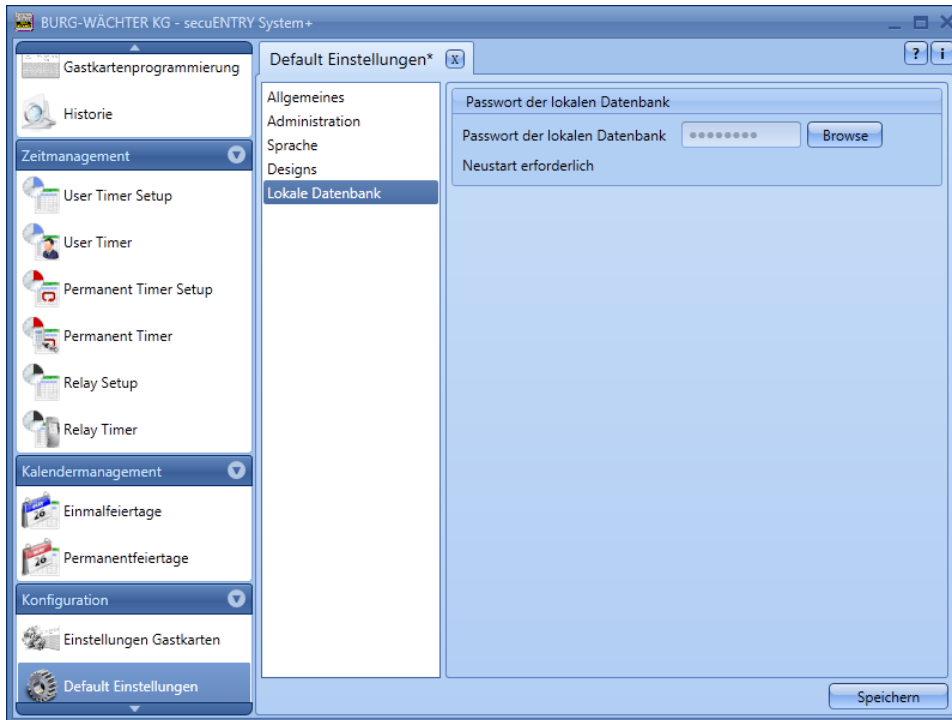 BURG-WÄCHTER KG - secuENTRY System+
Gastkartenprogrammierung
Historie
Zeitmanagement
User Timer Setup
User Timer
Permanent Timer Setup
Permanent Timer
Relay Setup
Relay Timer
Kalendermanagement
Einmalfeiertage
Permanentfeiertage
Konfiguration
Einstellungen Gastkarten
Default Einstellungen
Default Einstellungen* x
? i
Allgemeines
Administration
Sprache
Designs
Lokale Datenbank
Passwort der lokalen Datenbank
Passwort der lokalen Datenbank ●●●●●●●● Browse
Neustart erforderlich
Speichern